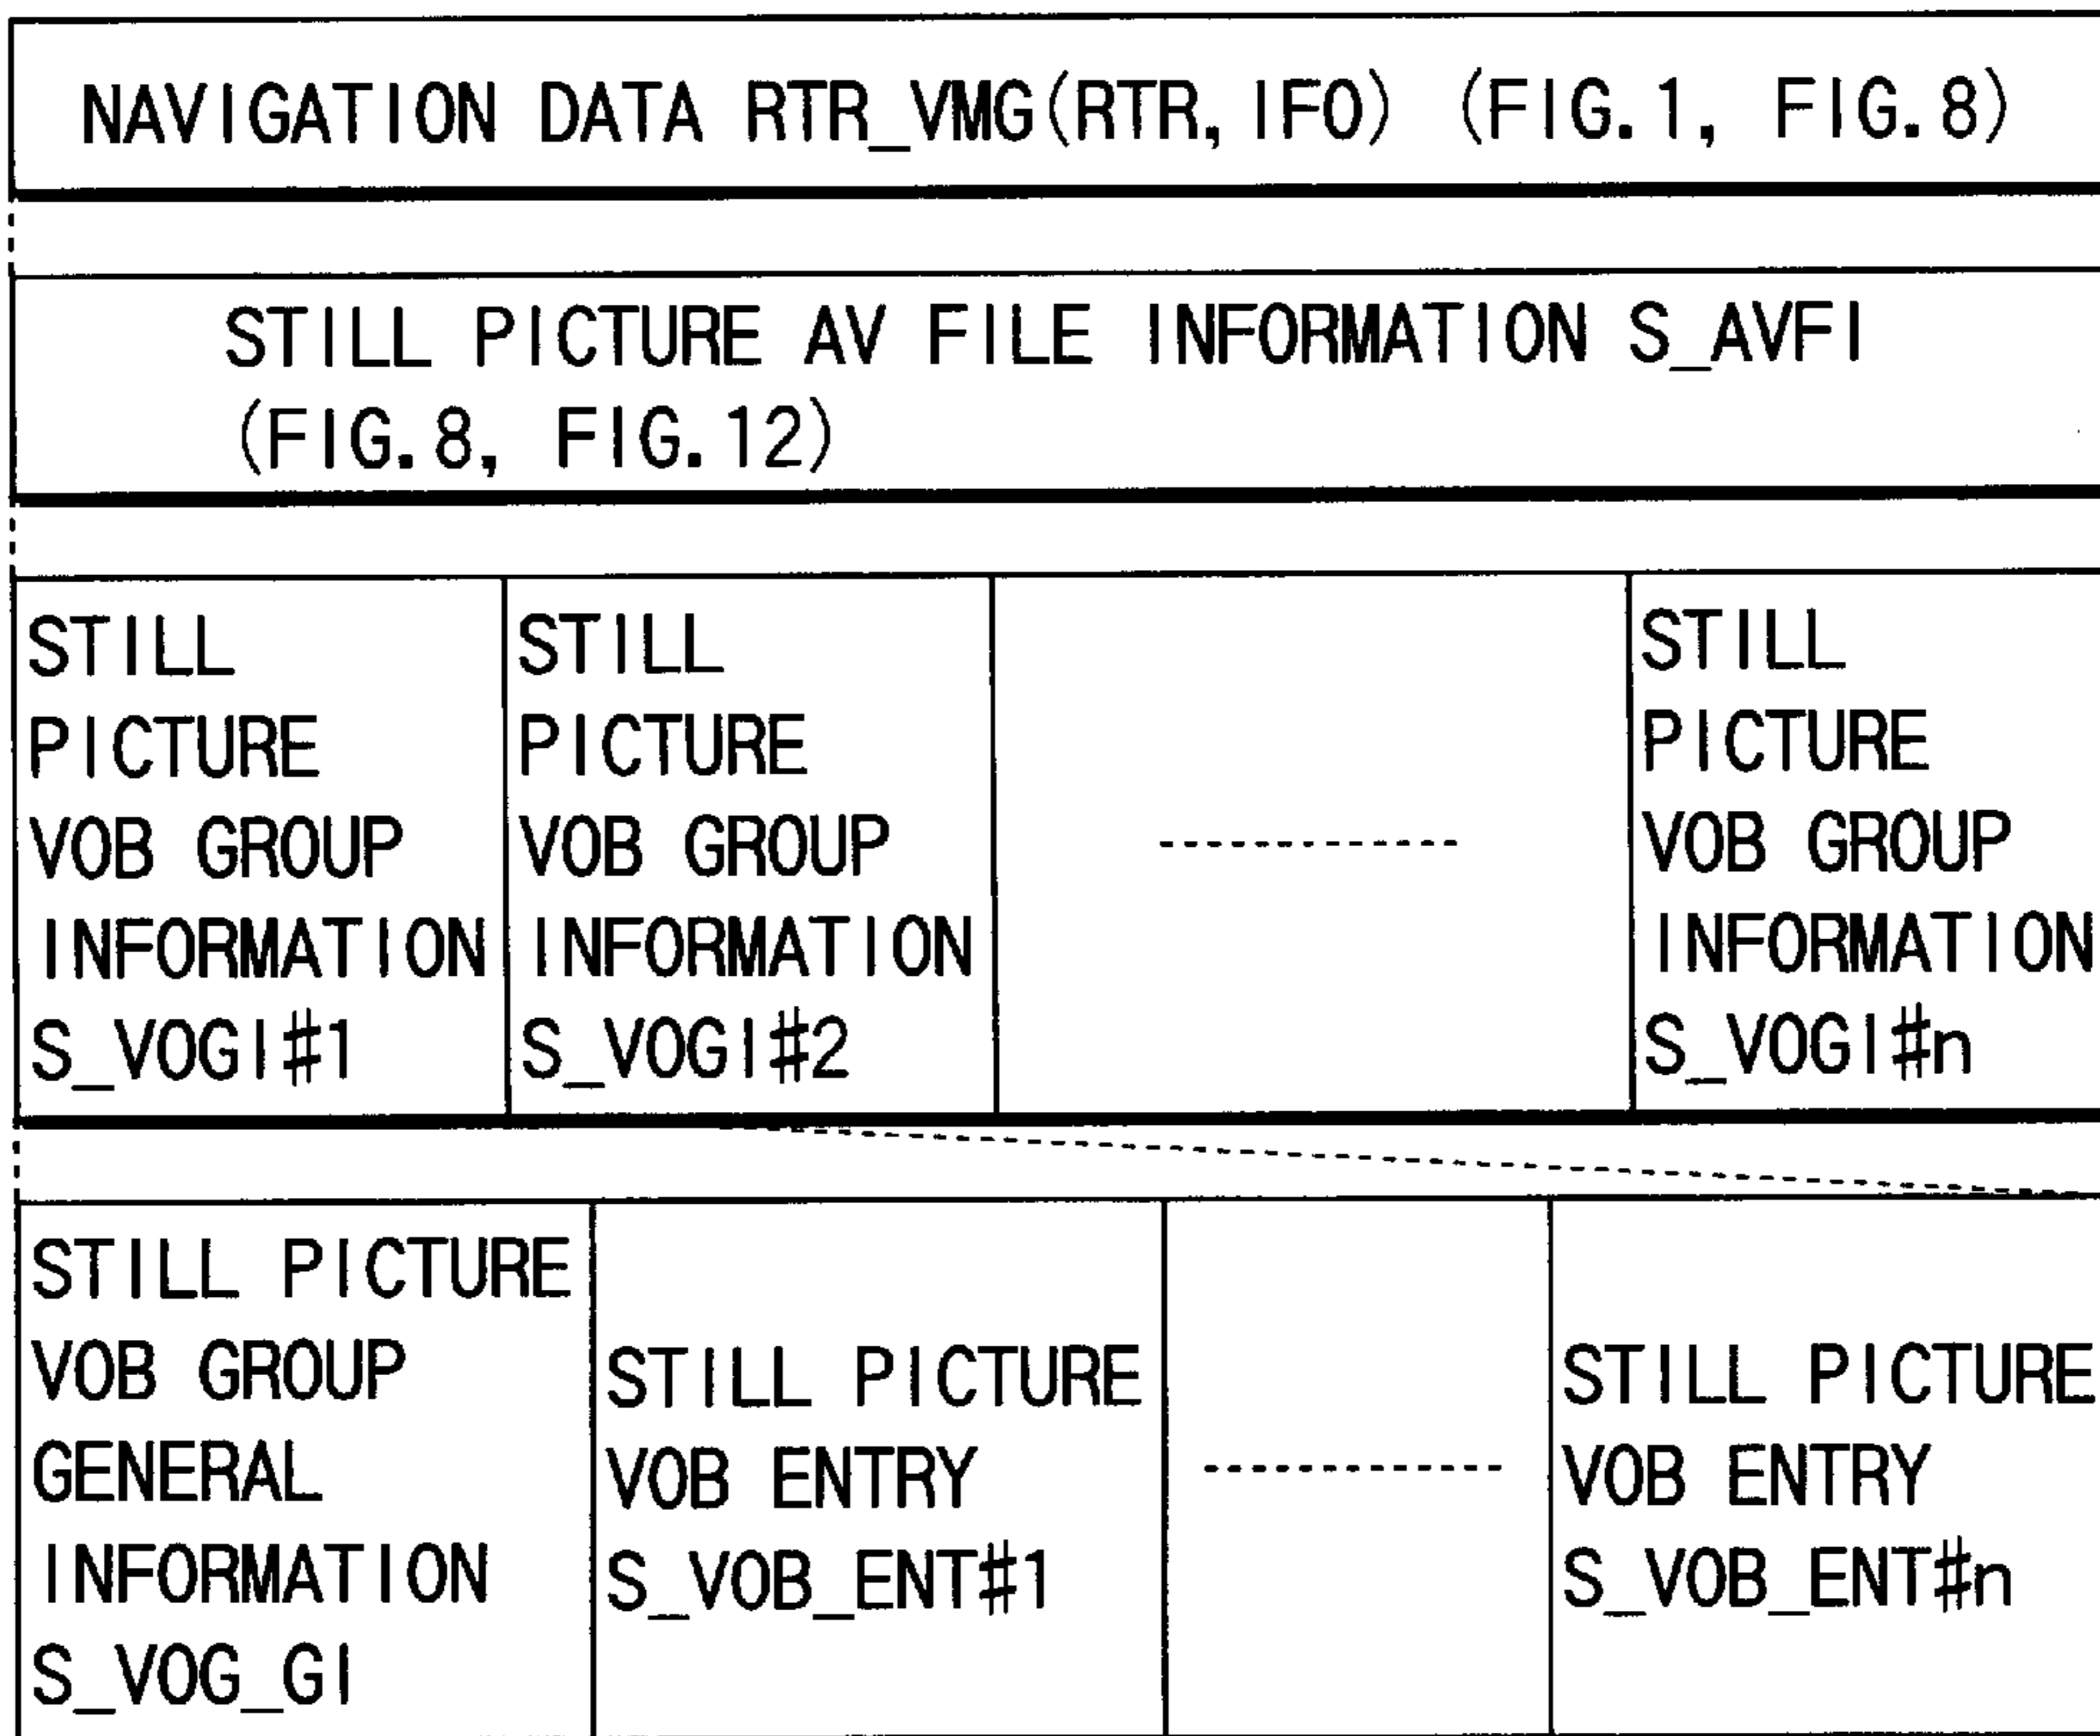 NAVIGATION DATA RTR_VMG(RTR, IFO) (FIG.1, FIG.8)
STILL PICTURE AV FILE INFORMATION S_AVFI
(FIG.8, FIG.12)
STILL
PICTURE
VOB GROUP
INFORMATION
S_VOGI#1
STILL
PICTURE
VOB GROUP
INFORMATION
S_VOGI#2
STILL
PICTURE
VOB GROUP
INFORMATION
S_VOGI#n
STILL PICTURE
VOB GROUP
GENERAL
INFORMATION
S_VOG_GI
STILL PICTURE
VOB ENTRY
S_VOB_ENT#1
STILL PICTURE
VOB ENTRY
S_VOB_ENT#n